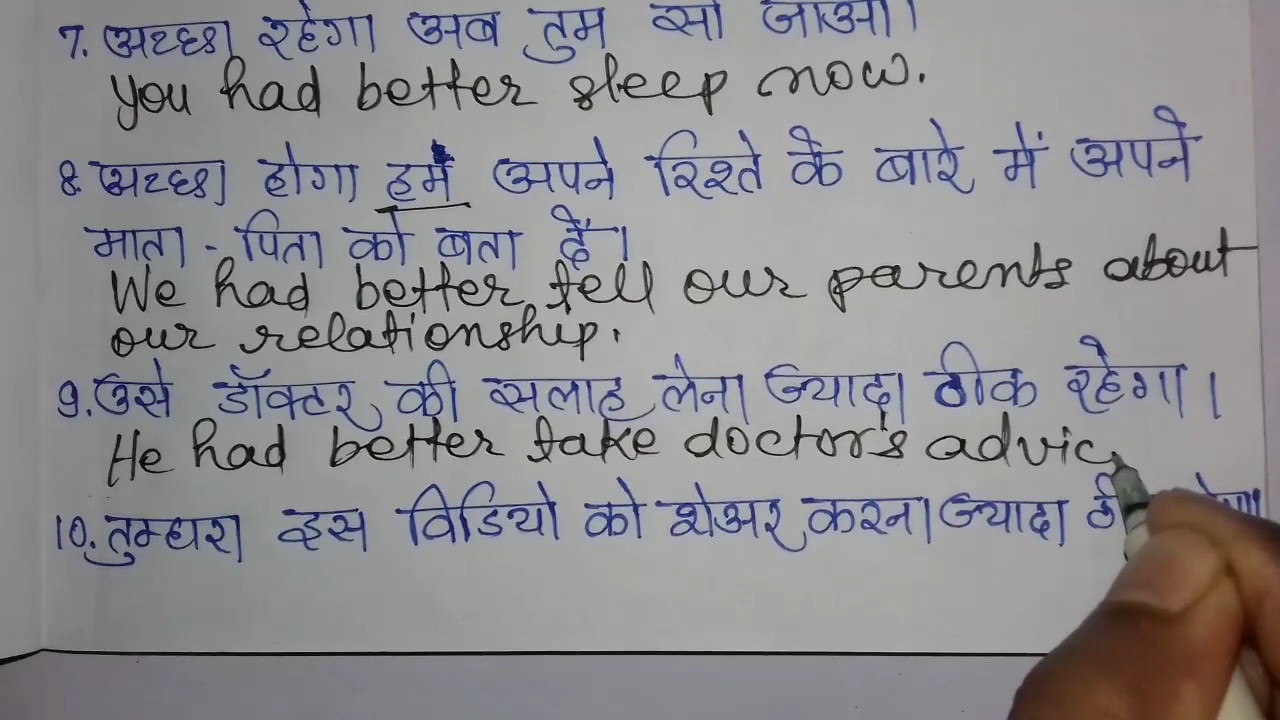 7. अच्छा रहेगा अब तुम सो जाओ।
you had better sleep now.
8. अच्छा होगा हमें अपने रिश्ते के बारे में अपने
माता - पिता को बता दें।
We had better tell our parents about
our relationship.
9. उसे डॉक्टर की सलाह लेना ज्यादा ठीक रहेगा।
He had better take doctor's advic
10. तुम्हारा इस विडियो को शेअर करना ज्यादा